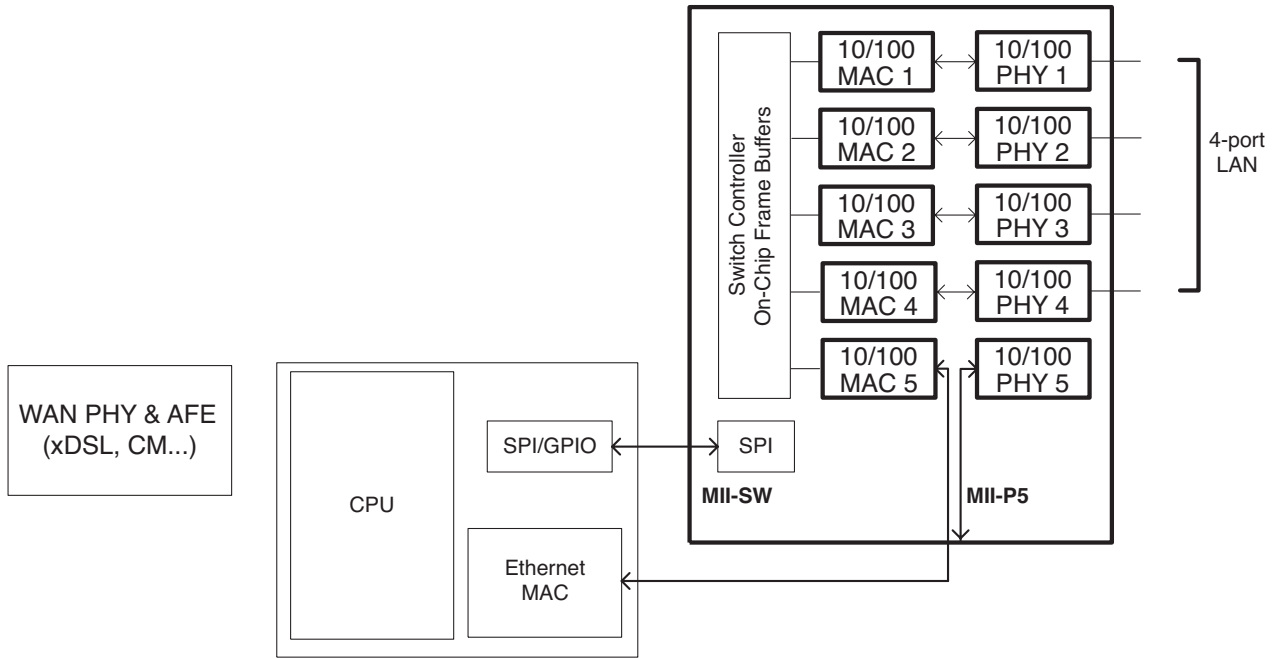 10/100
MAC 1
10/100
PHY 1
10/100
MAC 2
10/100
PHY 2
10/100
MAC 3
10/100
PHY 3
10/100
MAC 4
10/100
PHY 4
10/100
MAC 5
10/100
PHY 5
Switch Controller
On-Chip Frame Buffers
4-port
LAN
WAN PHY & AFE
(xDSL, CM...)
CPU
SPI/GPIO
SPI
MII-SW
MII-P5
Ethernet
MAC